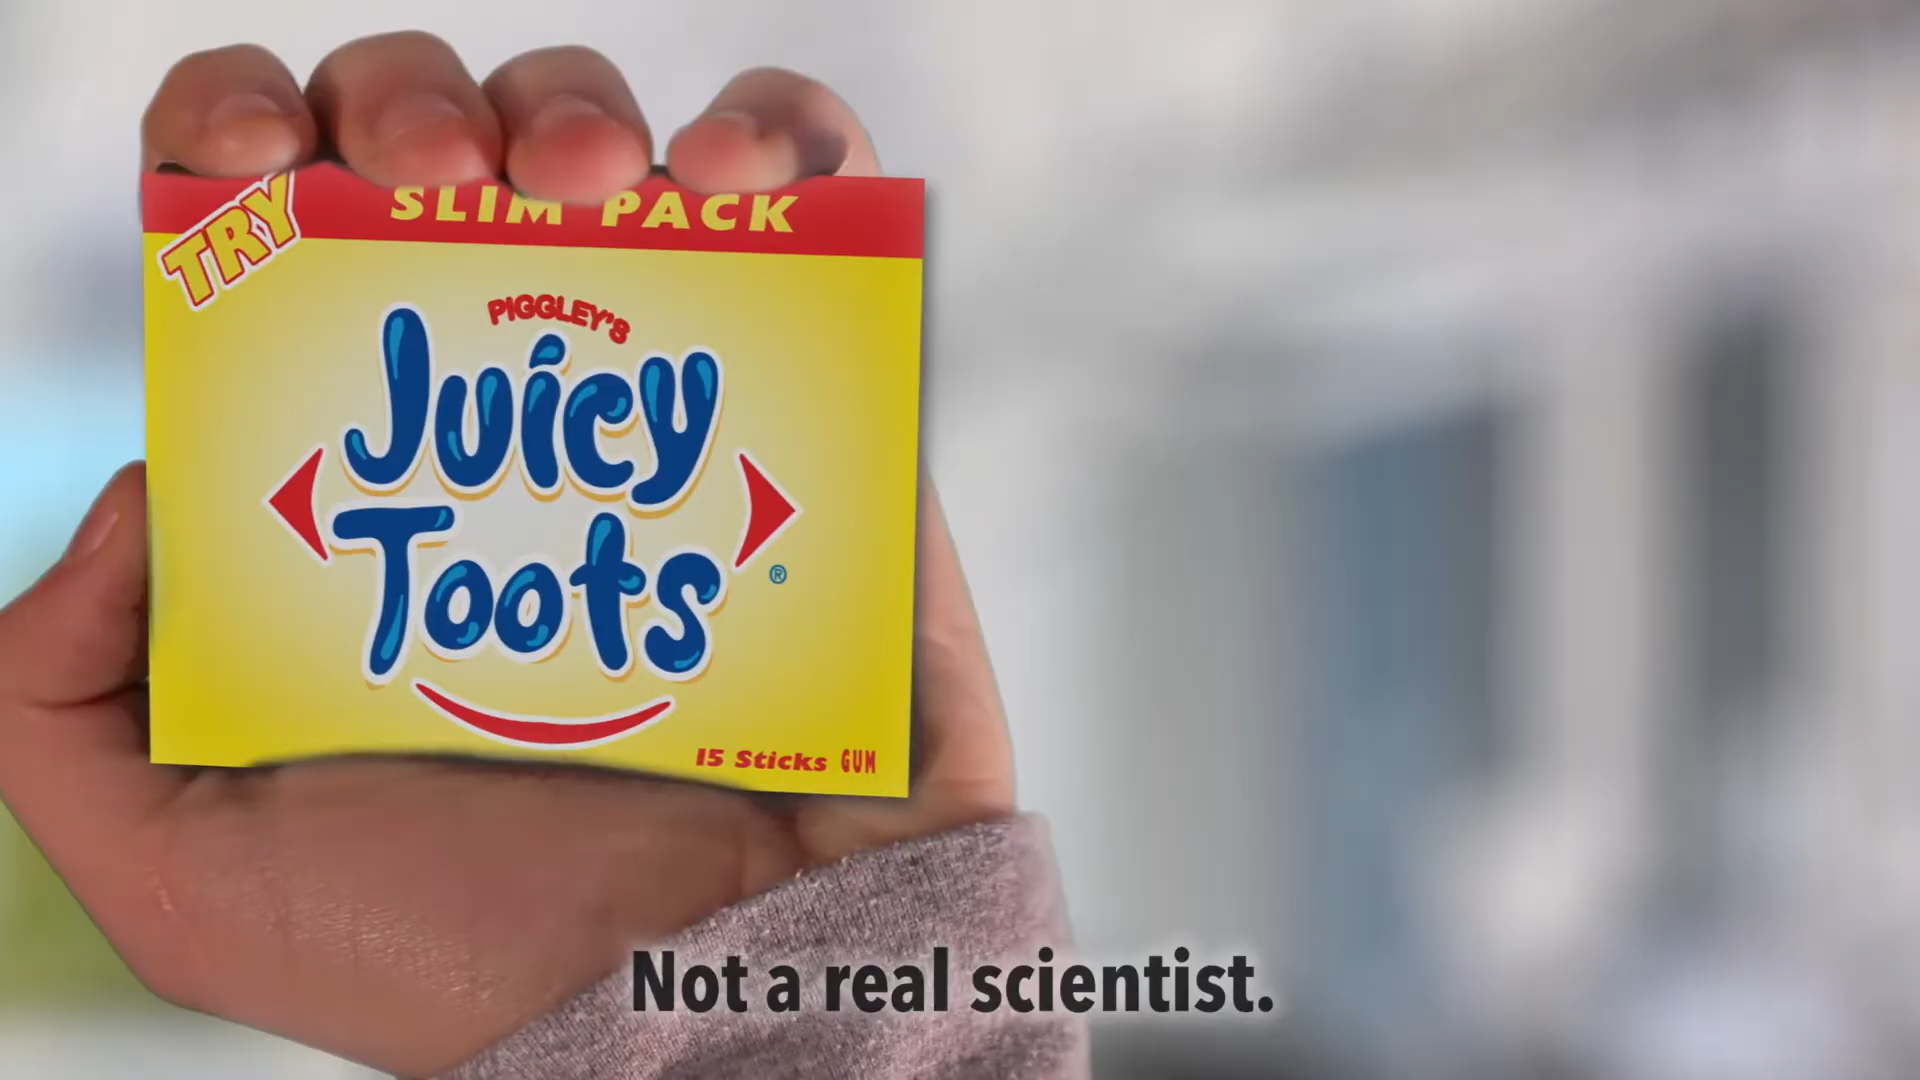 TRY
SLIM PACK
PIGGLEY'S
Juicy
Toots
®
15 Sticks GUM
Not a real scientist.